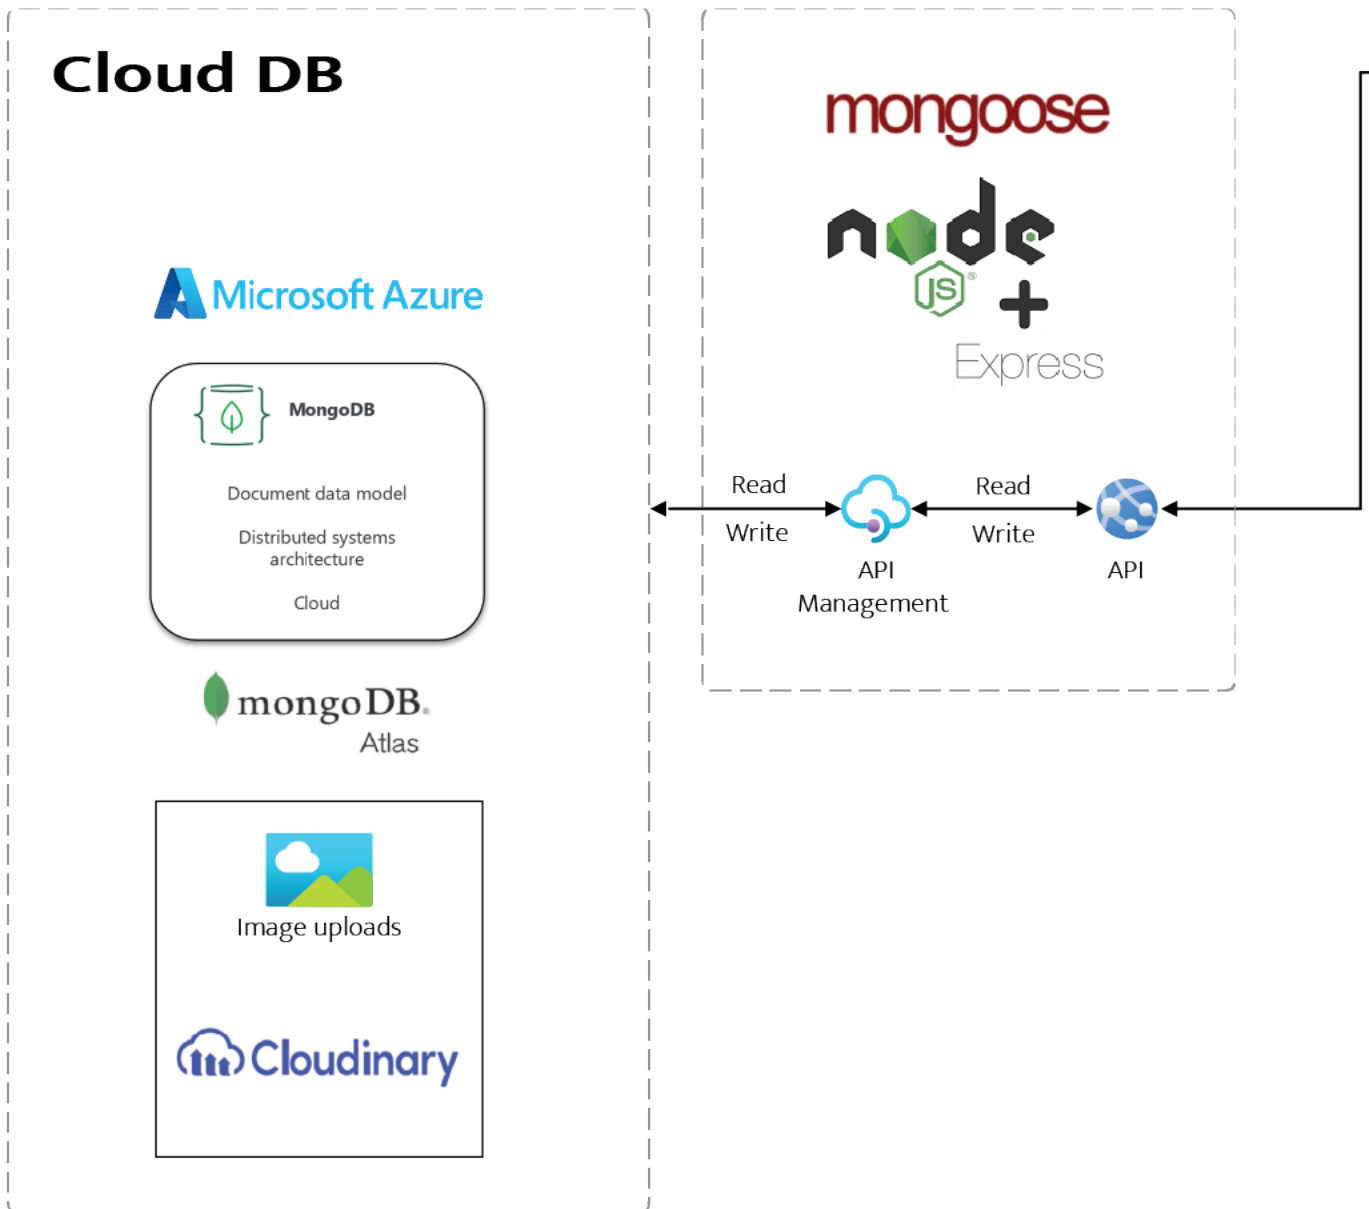 Cloud DB
Microsoft Azure
MongoDB
Document data model
Distributed systems
architecture
Cloud
mongoDB.
Atlas
Image uploads
Cloudinary
mongoose
node
JS ®
+
Express
Read
Write
Read
Write
API
Management
API